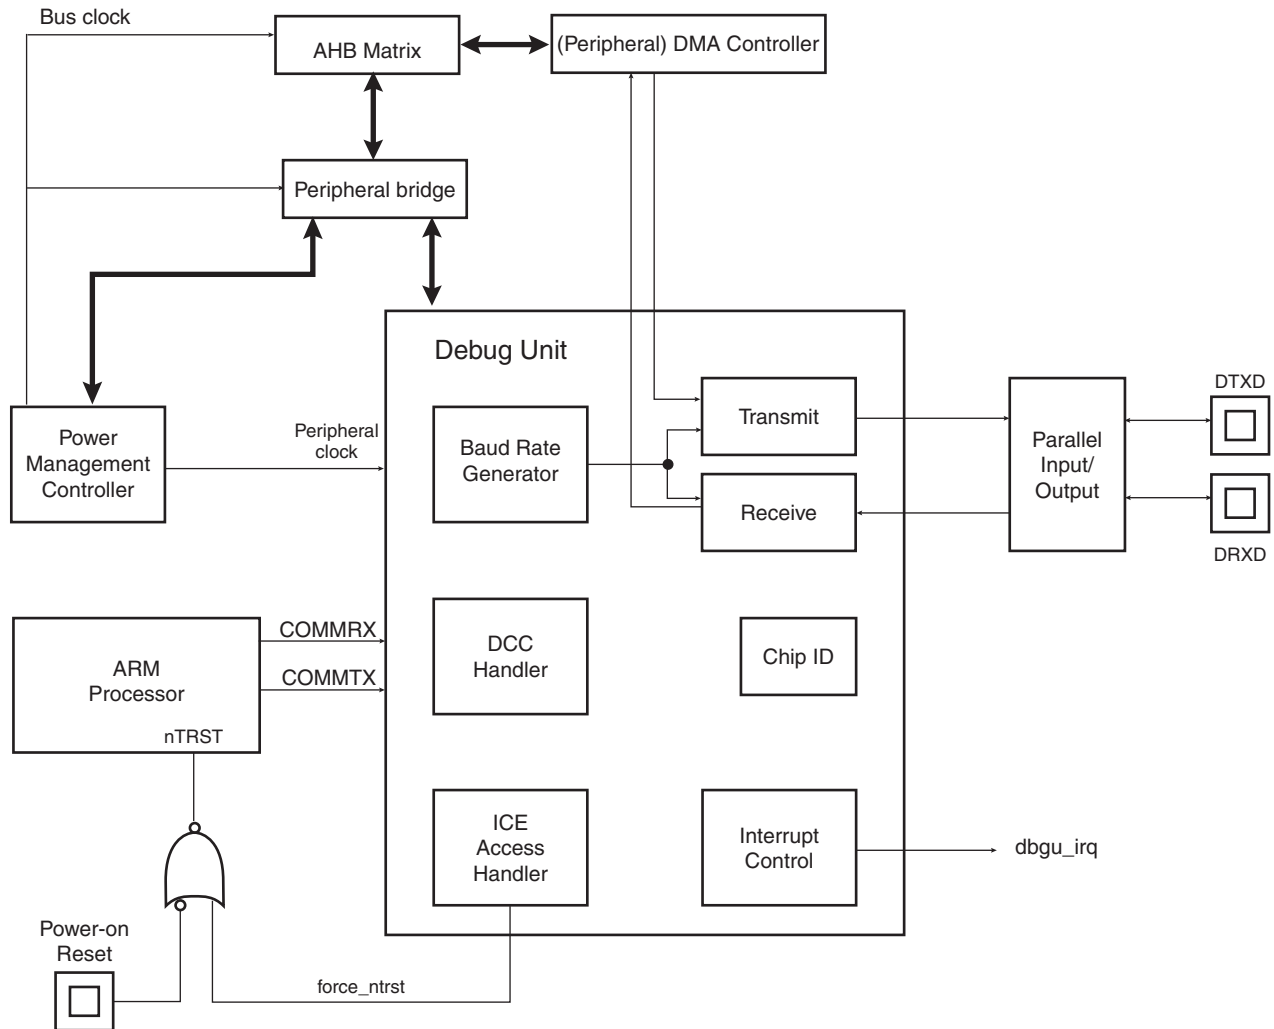 Bus clock
AHB Matrix
(Peripheral) DMA Controller
Peripheral bridge
Debug Unit
Power
Management
Controller
Peripheral
clock
Baud Rate
Generator
Transmit
Receive
Parallel
Input/
Output
DTXD
DRXD
ARM
Processor
nTRST
COMMRX
COMMTX
DCC
Handler
Chip ID
ICE
Access
Handler
Interrupt
Control
dbgu_irq
Power-on
Reset
force_ntrst